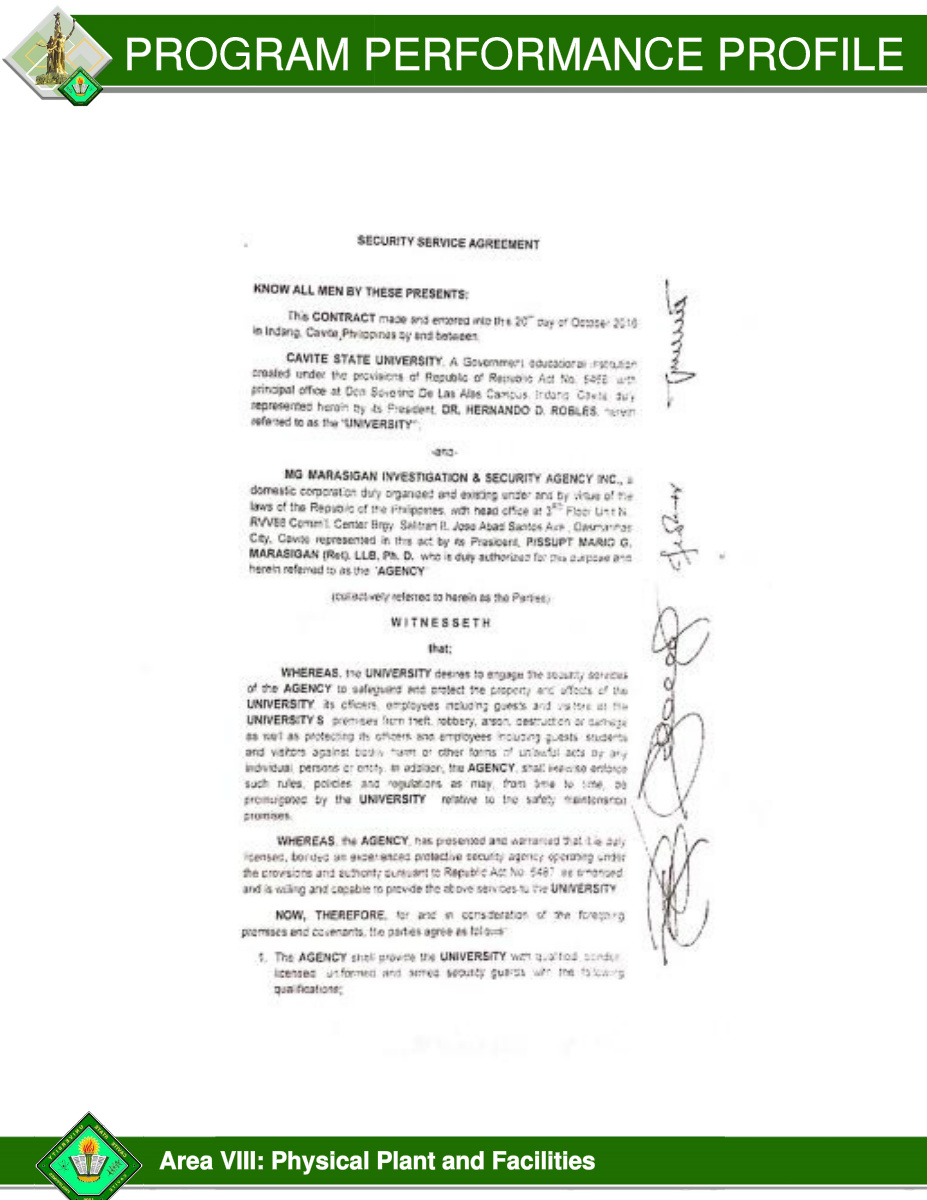 PROGRAM PERFORMANCE PROFILE
SECURITY SERVICE AGREEMENT
KNOW ALL MEN BY THESE PRESENTS:
This CONTRACT made and entered into this 20th day of October 2016
in Indang, Cavite, Philippines by and between:
CAVITE STATE UNIVERSITY, A Government educational institution
created under the provisions of Republic of Republic Act No. 8468 with
principal office at Don Severino De Las Alas Campus, Indang, Cavite, duly
represented herein by its President, DR. HERNANDO D. ROBLES, herein
referred to as the "UNIVERSITY";
-and-
MG MARASIGAN INVESTIGATION & SECURITY AGENCY INC., a
domestic corporation duly organized and existing under and by virtue of the
laws of the Republic of the Philippines, with head office at 3RD Floor Unit N
Center Brgy. Salitran II, Jose Abad Santos Ave., Dasmarinas
City, Cavite represented in this act by its President, P/SSUPT MARIO G.
MARASIGAN (Ret), LLB, Ph. D. who is duly authorized for this purpose and
herein referred to as the "AGENCY"
(collectively referred to herein as the Parties)
WITNESSETH
that;
WHEREAS, the UNIVERSITY desires to engage the security services
of the AGENCY to safeguard and protect the property and effects of the
UNIVERSITY, its officers, employees including guests and visitors at the
UNIVERSITY'S premises from theft, robbery, arson, destruction or damage
as well as protecting its officers and employees including guests, students
and visitors against bodily harm or other forms of unlawful acts by any
individual, persons or entity. In addition, the AGENCY, shall likewise enforce
such rules, policies and regulations as may, from time to time, be
promulgated by the UNIVERSITY relative to the safety maintenance
premises.
WHEREAS, the AGENCY, has presented and warranted that it is duly
licensed, bonded an experienced protective security agency operating under
the provisions and authority pursuant to Republic Act No. 5487 as amended,
and is willing and capable to provide the above services to the UNIVERSITY
NOW, THEREFORE, for and in consideration of the foregoing
premises and covenants, the parties agree as follows:
1. The AGENCY shall provide the UNIVERSITY with qualified,
licensed, uniformed and armed security guards with the following
qualifications;
Area VIII: Physical Plant and Facilities